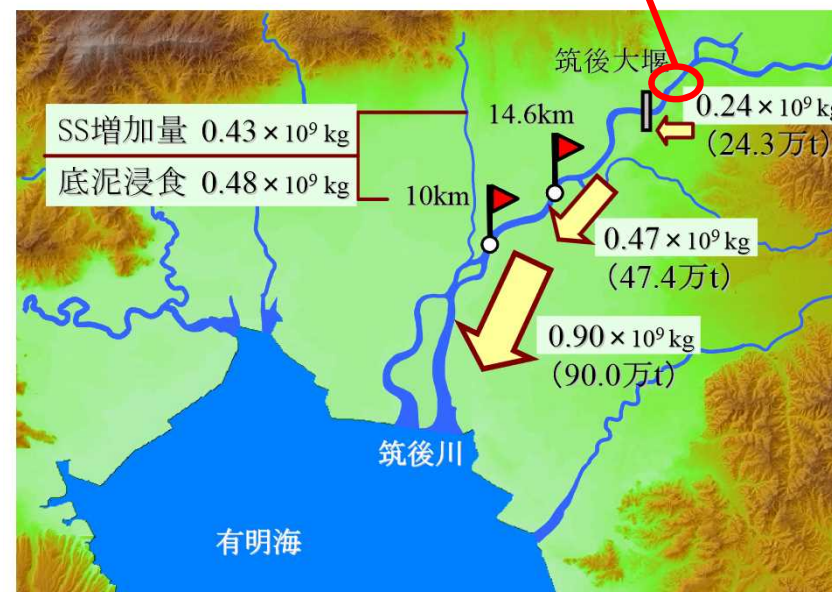 筑後大堰
0.24×10⁹ kg
(24.3万t)
14.6km
SS増加量 0.43×10⁹ kg
底泥浸食 0.48×10⁹ kg
10km
0.47×10⁹ kg
(47.4万t)
0.90×10⁹ kg
(90.0万t)
筑後川
有明海